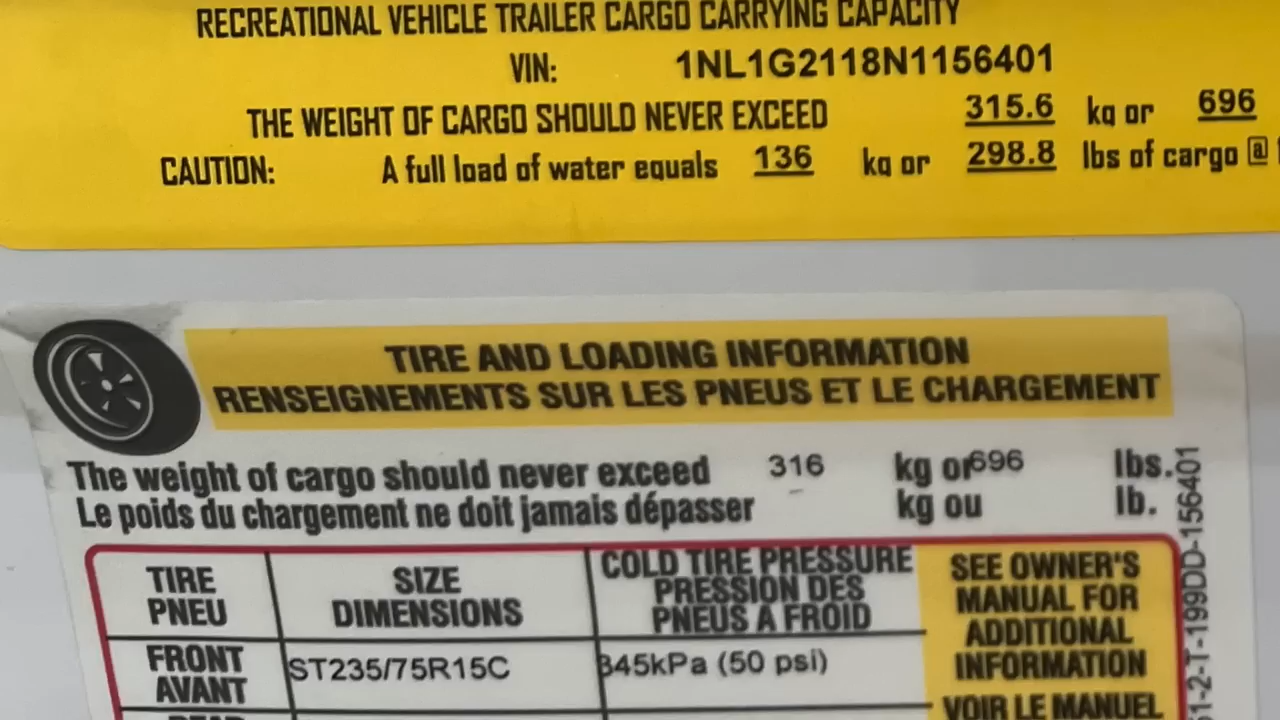 RECREATIONAL VEHICLE TRAILER CARGO CARRYING CAPACITY
VIN: 1NL1G2118N1156401
THE WEIGHT OF CARGO SHOULD NEVER EXCEED 315.6 kg or 696
CAUTION: A full load of water equals 136 kg or 298.8 lbs of cargo @
TIRE AND LOADING INFORMATION
RENSEIGNEMENTS SUR LES PNEUS ET LE CHARGEMENT
The weight of cargo should never exceed 316 kg or 696 lbs.
Le poids du chargement ne doit jamais dépasser kg ou lb.
TIRE
PNEU
SIZE
DIMENSIONS
COLD TIRE PRESSURE
PRESSION DES
PNEUS A FROID
SEE OWNER'S
MANUAL FOR
ADDITIONAL
INFORMATION
VOIR LE MANUEL
FRONT
AVANT
ST235/75R15C
345kPa (50 psi)
1-2-T-199DD-156401